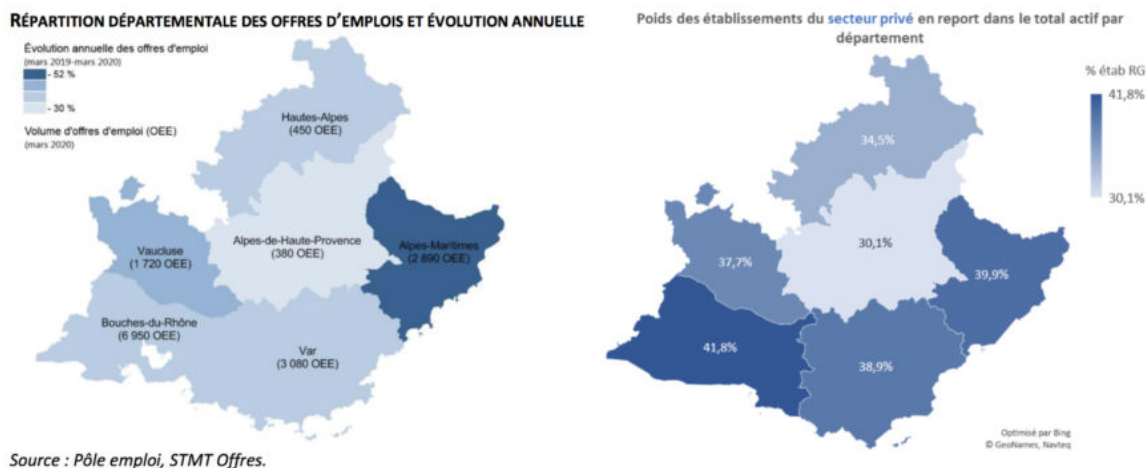 RÉPARTITION DÉPARTEMENTALE DES OFFRES D'EMPLOIS ET ÉVOLUTION ANNUELLE
Évolution annuelle des offres d'emploi
(mars 2019-mars 2020)
- 52 %
- 30 %
Volume d'offres d'emploi (OEE)
(mars 2020)
Hautes-Alpes
(450 OEE)
Alpes-de-Haute-Provence
(380 OEE)
Alpes-Maritimes
(2 890 OEE)
Vaucluse
(1 720 OEE)
Bouches-du-Rhône
(6 950 OEE)
Var
(3 080 OEE)
Source : Pôle emploi, STMT Offres.
Poids des établissements du secteur privé en report dans le total actif par
département
% étab RG
41,8%
30,1%
34,5%
30,1%
37,7%
39,9%
41,8%
38,9%
Optimisé par Bing
© GeoNames, Navteq